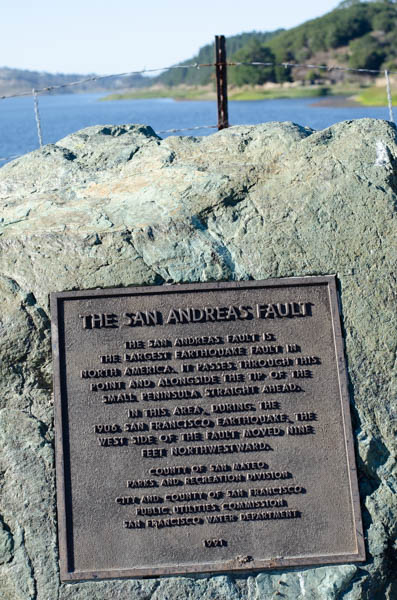 THE SAN ANDREAS FAULT
THE SAN ANDREAS FAULT IS
THE LARGEST EARTHQUAKE FAULT IN
NORTH AMERICA. IT PASSES THROUGH THIS
POINT AND ALONGSIDE THE TIP OF THE
SMALL PENINSULA STRAIGHT AHEAD.
IN THIS AREA, DURING THE
1906 SAN FRANCISCO EARTHQUAKE, THE
WEST SIDE OF THE FAULT MOVED NINE
FEET NORTHWESTWARD.
COUNTY OF SAN MATEO
PARKS AND RECREATION DIVISION
CITY AND COUNTY OF SAN FRANCISCO
PUBLIC UTILITIES COMMISSION
SAN FRANCISCO WATER DEPARTMENT